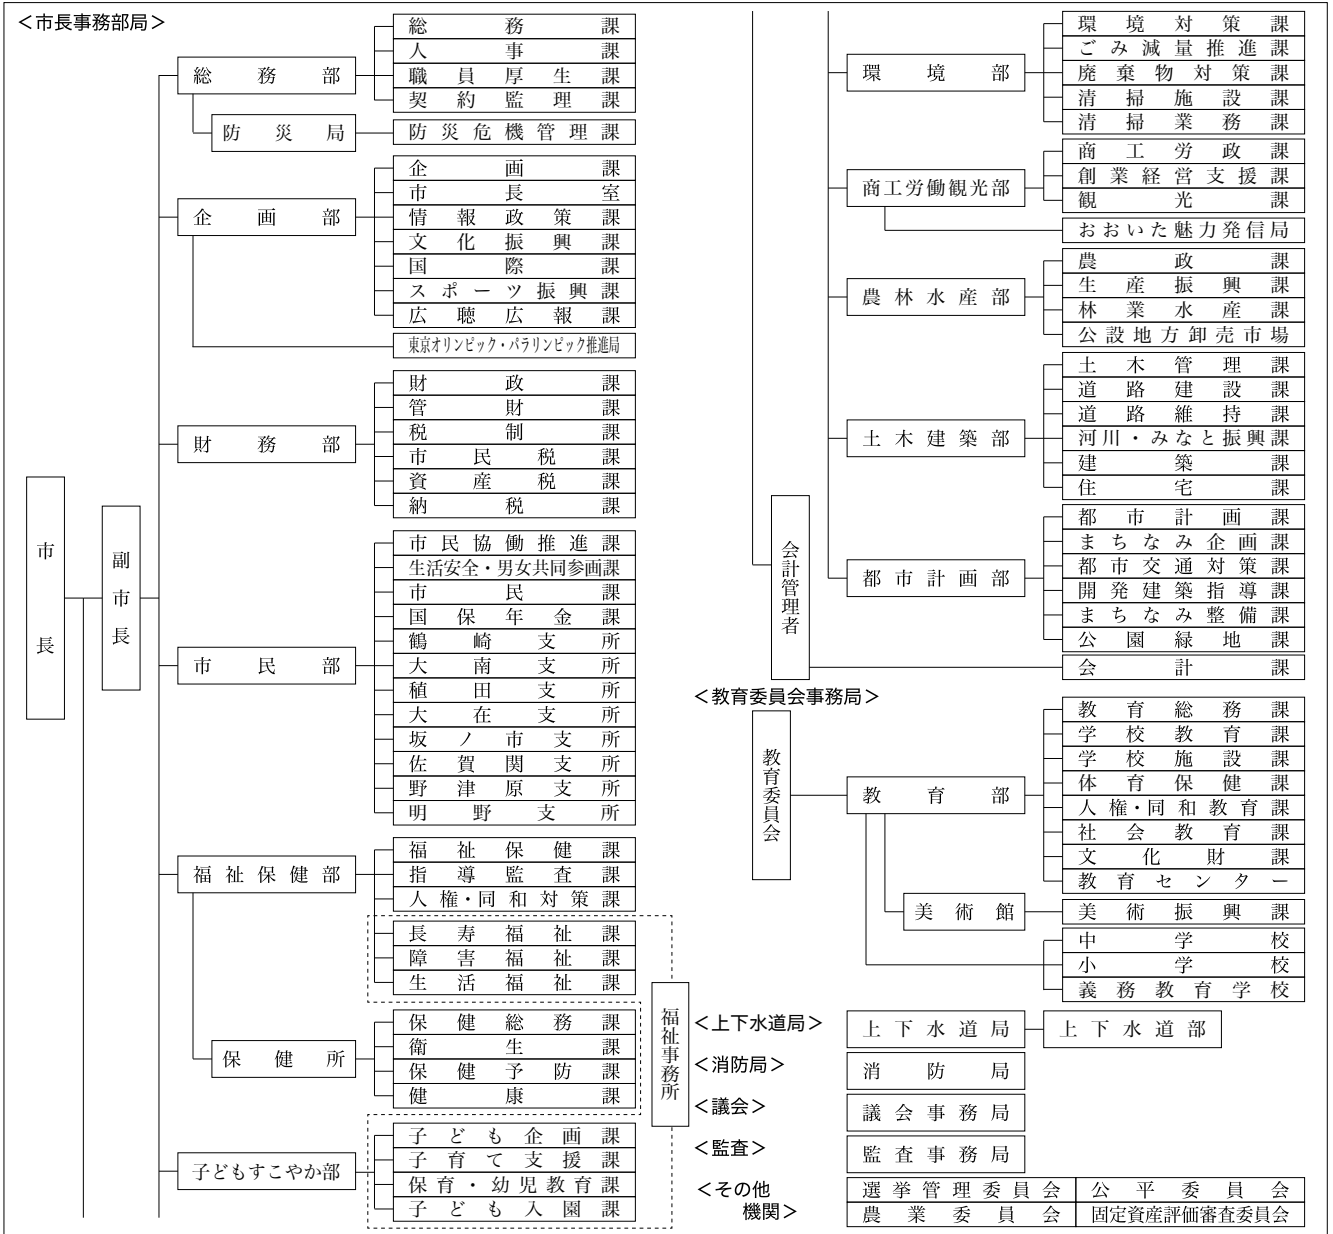 ＜市長事務部局＞
市長
副市長
総務部
総務課
人事課
職員厚生課
契約監理課
防災局
防災危機管理課
企画部
企画課
市長室
情報政策課
文化振興課
国際課
スポーツ振興課
広聴広報課
東京オリンピック・パラリンピック推進局
財務部
財政課
管財課
税制課
市民税課
資産税課
納税課
市民部
市民協働推進課
生活安全・男女共同参画課
市民課
国保年金課
鶴崎支所
大南支所
稙田支所
大在支所
坂ノ市支所
佐賀関支所
野津原支所
明野支所
福祉保健部
福祉保健課
指導監査課
人権・同和対策課
長寿福祉課
障害福祉課
生活福祉課
保健所
保健総務課
衛生課
保健予防課
健康課
福祉事務所
子どもすこやか部
子ども企画課
子育て支援課
保育・幼児教育課
子ども入園課
環境部
環境対策課
ごみ減量推進課
廃棄物対策課
清掃施設課
清掃業務課
商工労働観光部
商工労政課
創業経営支援課
観光課
おおいた魅力発信局
農林水産部
農政課
生産振興課
林業水産課
公設地方卸売市場
土木建築部
土木管理課
道路建設課
道路維持課
河川・みなと振興課
建築課
住宅課
都市計画部
都市計画課
まちなみ企画課
都市交通対策課
開発建築指導課
まちなみ整備課
公園緑地課
会計管理者
会計課
＜教育委員会事務局＞
教育委員会
教育部
教育総務課
学校教育課
学校施設課
体育保健課
人権・同和教育課
社会教育課
文化財課
教育センター
美術館
美術振興課
中学校
小学校
義務教育学校
＜上下水道局＞
上下水道局
上下水道部
＜消防局＞
消防局
＜議会＞
議会事務局
＜監査＞
監査事務局
＜その他
機関＞
選挙管理委員会
公平委員会
農業委員会
固定資産評価審査委員会